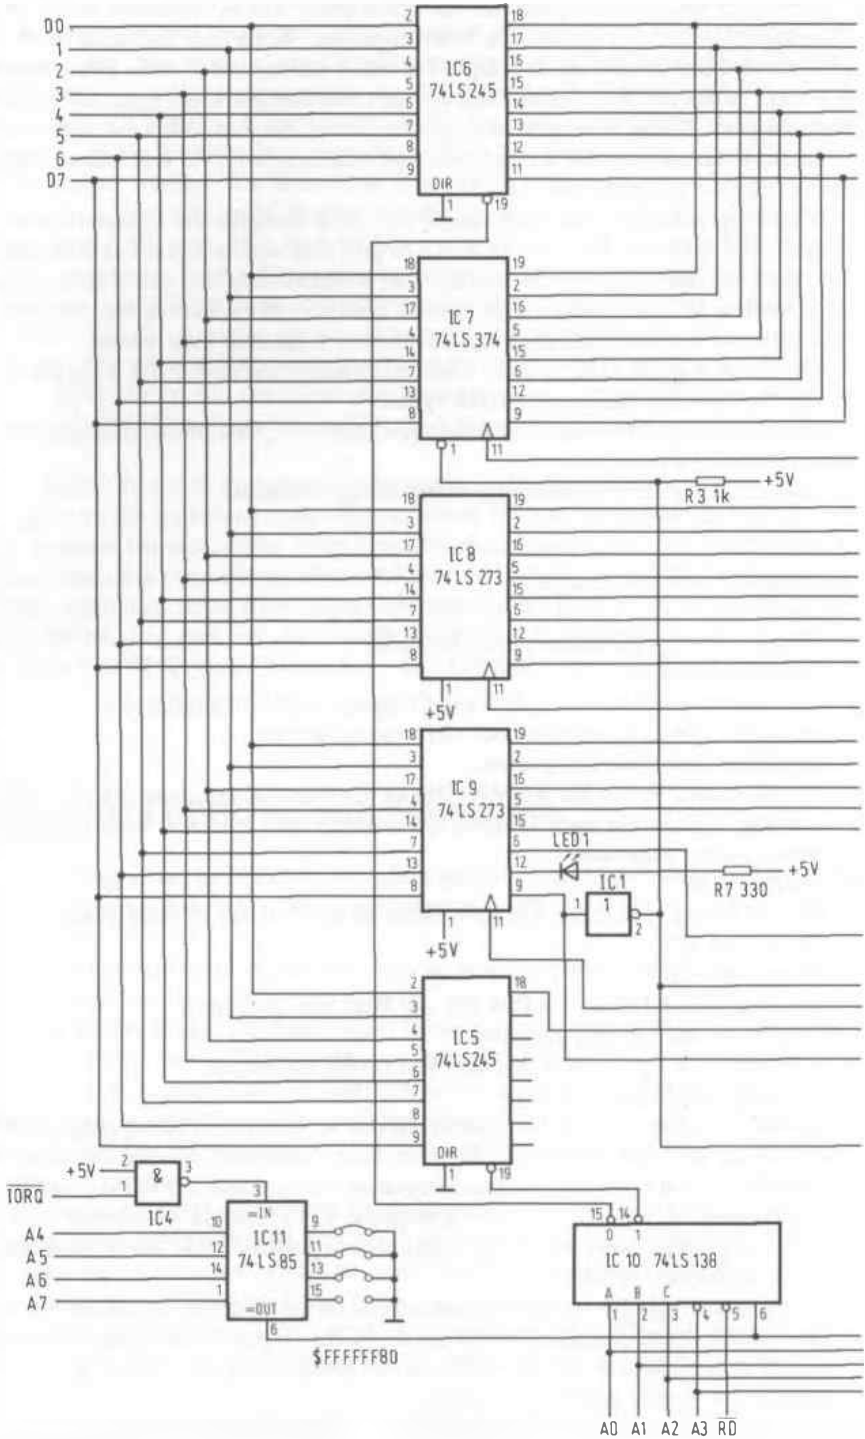 D0 2 18
1 3 17
2 4 IC6 16
3 5 74LS245 15
4 6 14
5 7 13
6 8 12
D7 9 DIR 11
1 19
18 19
3 2
17 IC7 16
4 74LS374 5
14 15
7 6
13 12
8 9
1 11
R3 1k +5V
18 19
3 2
17 IC8 16
4 74LS273 5
14 15
7 6
13 12
8 9
1 11
+5V
18 19
3 2
17 IC9 16
4 74LS273 5
14 15
7 6 LED1
13 12 +5V
8 9 IC1 R7 330
1 1 2
1 11
+5V
2 18
3
4 IC5
5 74LS245
6
7
8
9 DIR
1 19
+5V 2 & 3
IORQ 1
IC4 3
=IN
A4 10 IC11 9
A5 12 74LS85 11
A6 14 13
A7 1 15
=OUT
6
$FFFFFF80
15 14
0 1
IC10 74LS138
A B C
1 2 3 4 5 6
A0 A1 A2 A3 RD